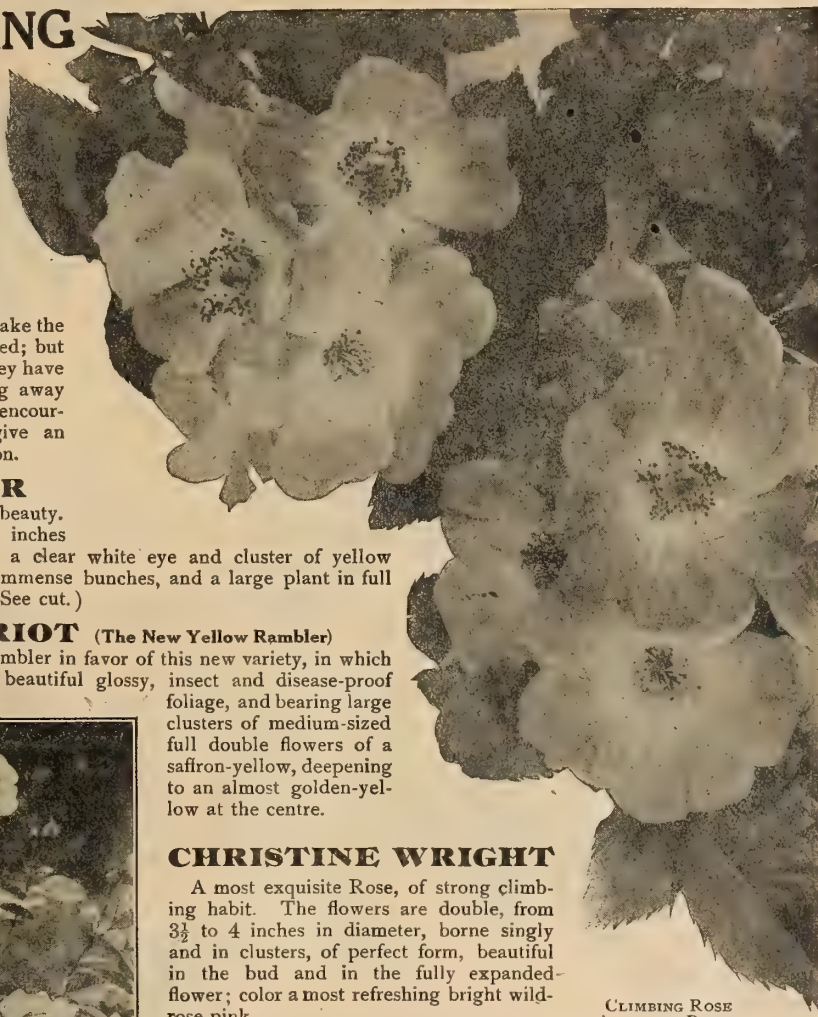 NG
ake the
ed; but
ey have
g away
encour-
give an
on.
R
beauty.
inches
a clear white eye and cluster of yellow
mmense bunches, and a large plant in full
See cut.)
RIOT (The New Yellow Rambler)
mbler in favor of this new variety, in which
beautiful glossy, insect and disease-proof
foliage, and bearing large
clusters of medium-sized
full double flowers of a
saffron-yellow, deepening
to an almost golden-yel-
low at the centre.
CHRISTINE WRIGHT
A most exquisite Rose, of strong climb-
ing habit. The flowers are double, from
3½ to 4 inches in diameter, borne singly
and in clusters, of perfect form, beautiful
in the bud and in the fully expanded
flower; color a most refreshing bright wild-
rose pink
CLIMBING ROSE